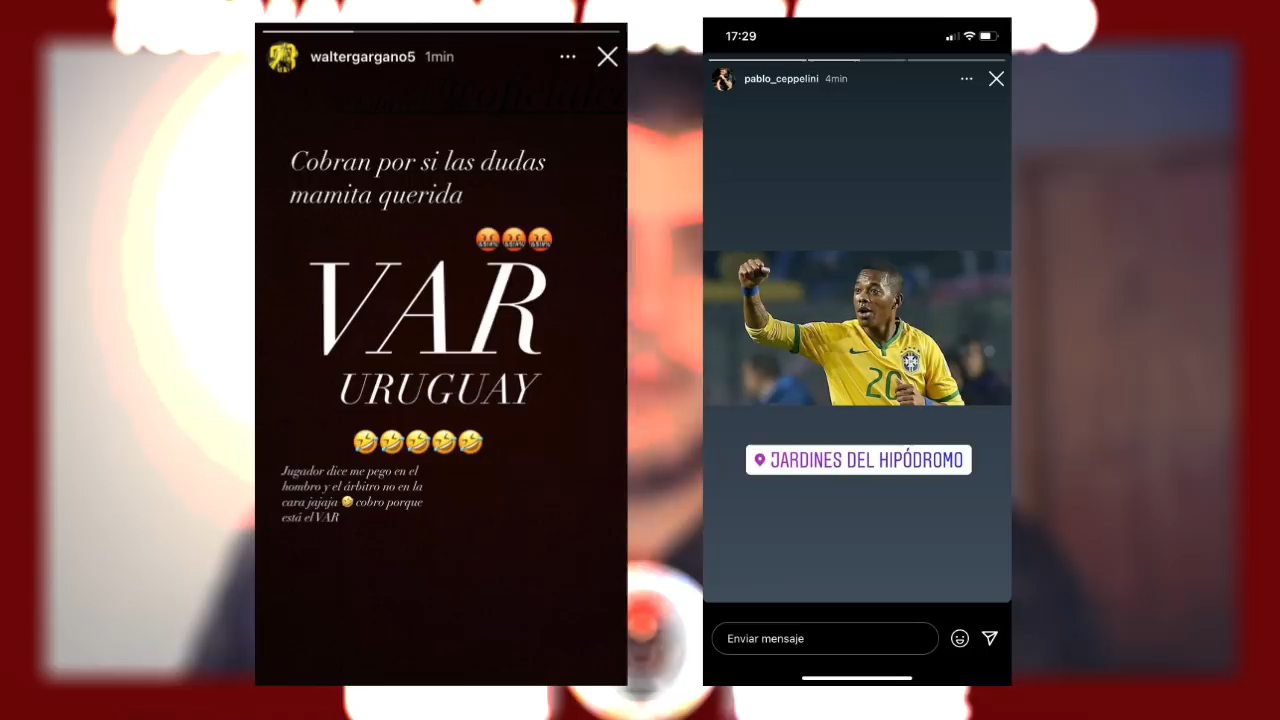 waltergargano5 1min
Cobran por si las dudas
mamita querida
VAR
URUGUAY
Jugador dice me pego en el
hombro y el árbitro no en la
cara jajaja 🤣 cobro porque
está el VAR
17:29
pablo_ceppelini 4min
20
JARDINES DEL HIPÓDROMO
Enviar mensaje